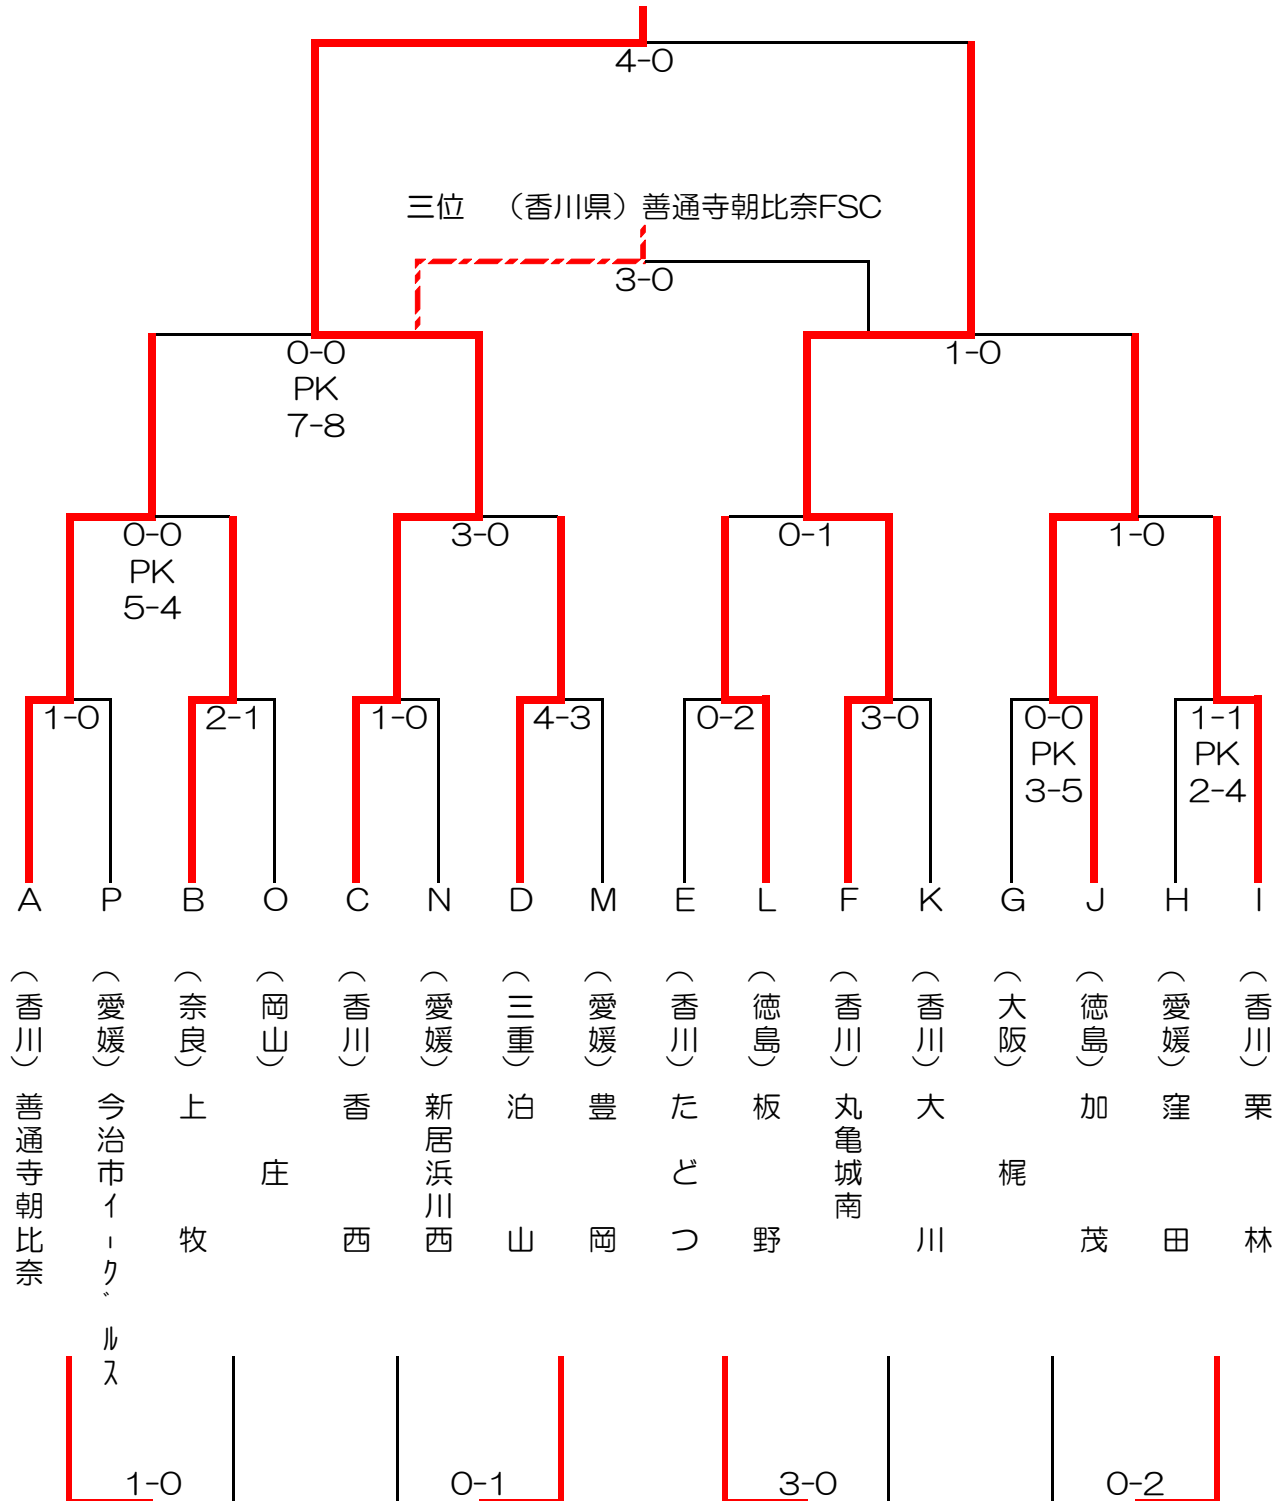 4-0
三位　（香川県）善通寺朝比奈FSC
3-0
0-0
PK
7-8
1-0
0-0
PK
5-4
3-0
0-1
1-0
1-0
2-1
1-0
4-3
0-2
3-0
0-0
PK
3-5
1-1
PK
2-4
A P B O C N D M E L F K G J H I
（香川）善通寺朝比奈
（愛媛）今治市ｲｰｸﾞﾙｽ
（奈良）上牧
（岡山）庄
（香川）香西
（愛媛）新居浜川西
（三重）泊山
（愛媛）豊岡
（香川）たどつ
（徳島）板野
（香川）丸亀城南
（香川）大川
（大阪）梶
（徳島）加茂
（愛媛）窪田
（香川）栗林
1-0
0-1
3-0
0-2